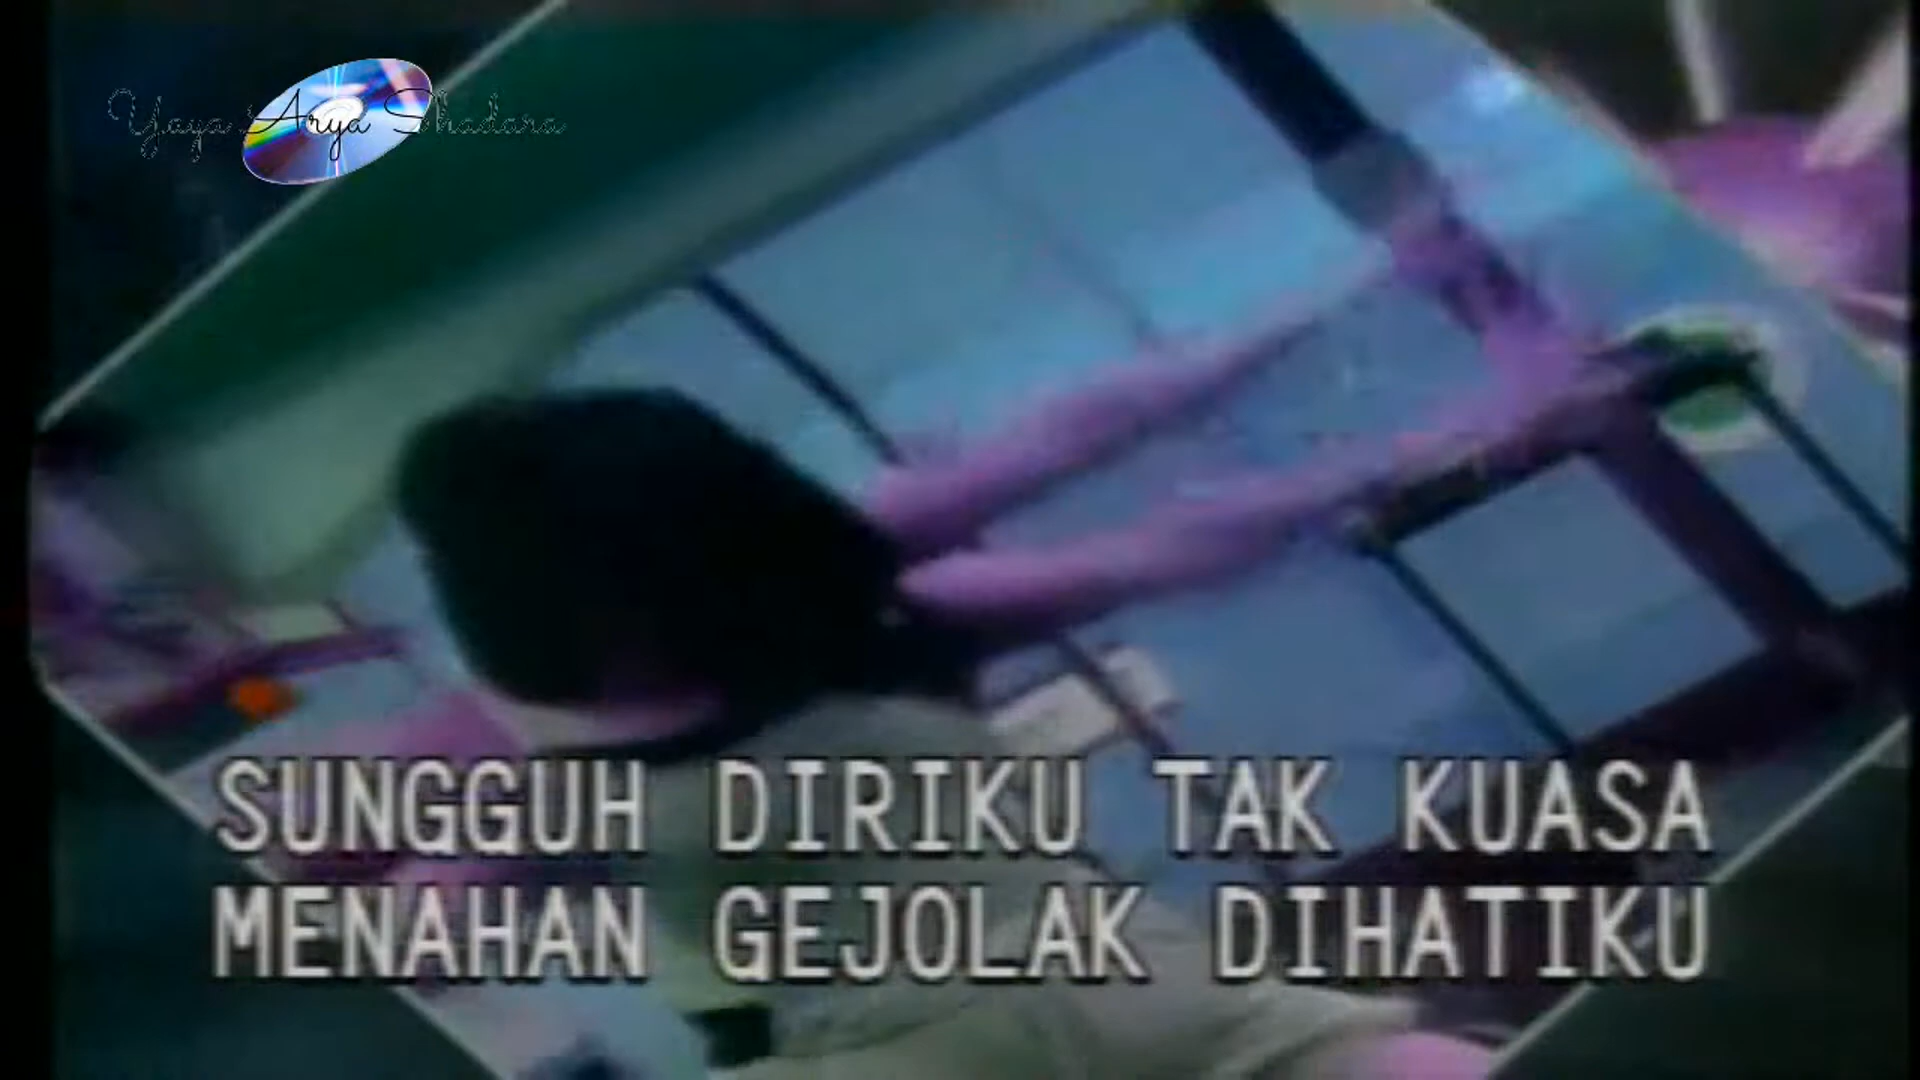 Yaya Arya Shadara
SUNGGUH DIRIKU TAK KUASA
MENAHAN GEJOLAK DIHATIKU